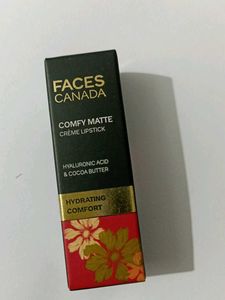 FACES
CANADA
COMFY MATTE
CRÈME LIPSTICK
HYALURONIC ACID
& COCOA BUTTER
HYDRATING
COMFORT